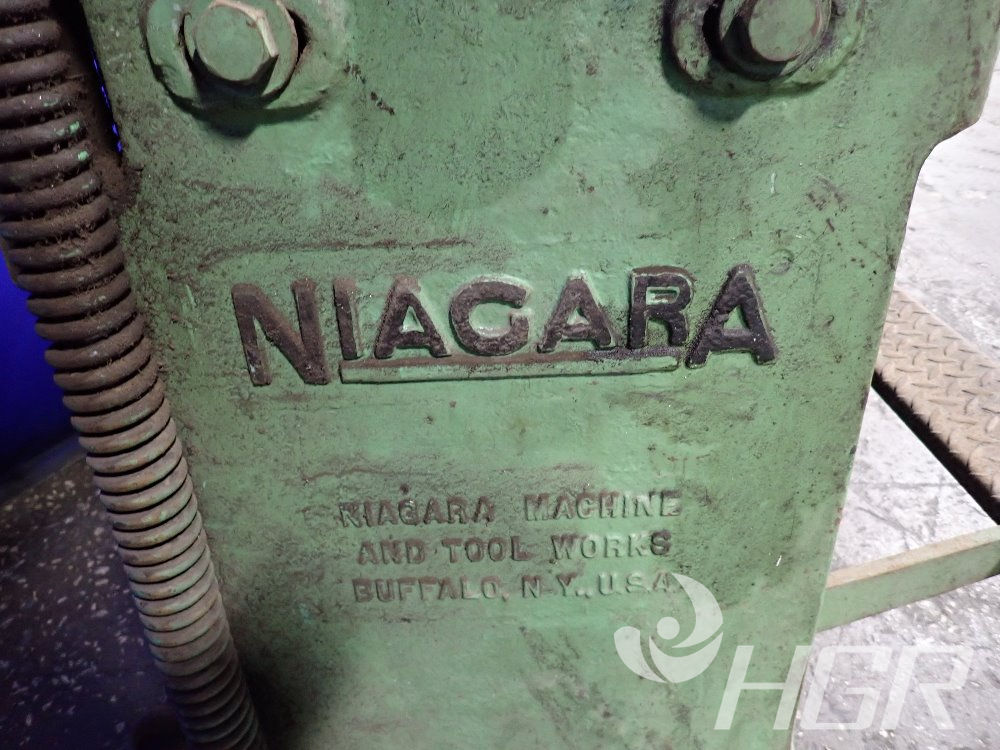 NIAGARA
NIAGARA MACHINE
AND TOOL WORKS
BUFFALO, N-Y., U.S.A.
HGR